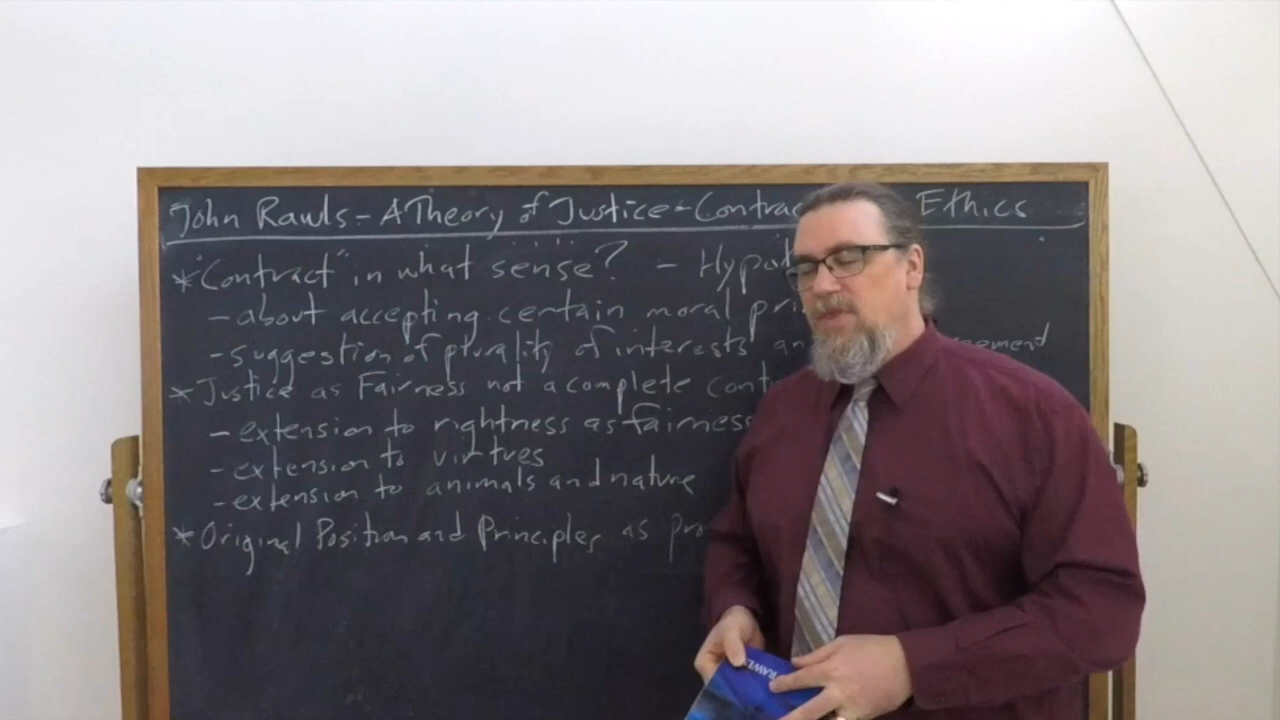 John Rawls - A Theory of Justice - Contrac Ethics
* "Contract" in what sense? - Hypot
- about accepting certain moral pri
- suggestion of plurality of interests an
* Justice as Fairness not a complete cont
- extension to rightness as fairness
- extension to virtues
- extension to animals and nature
* Original Position and Principles as pro
RAWLS